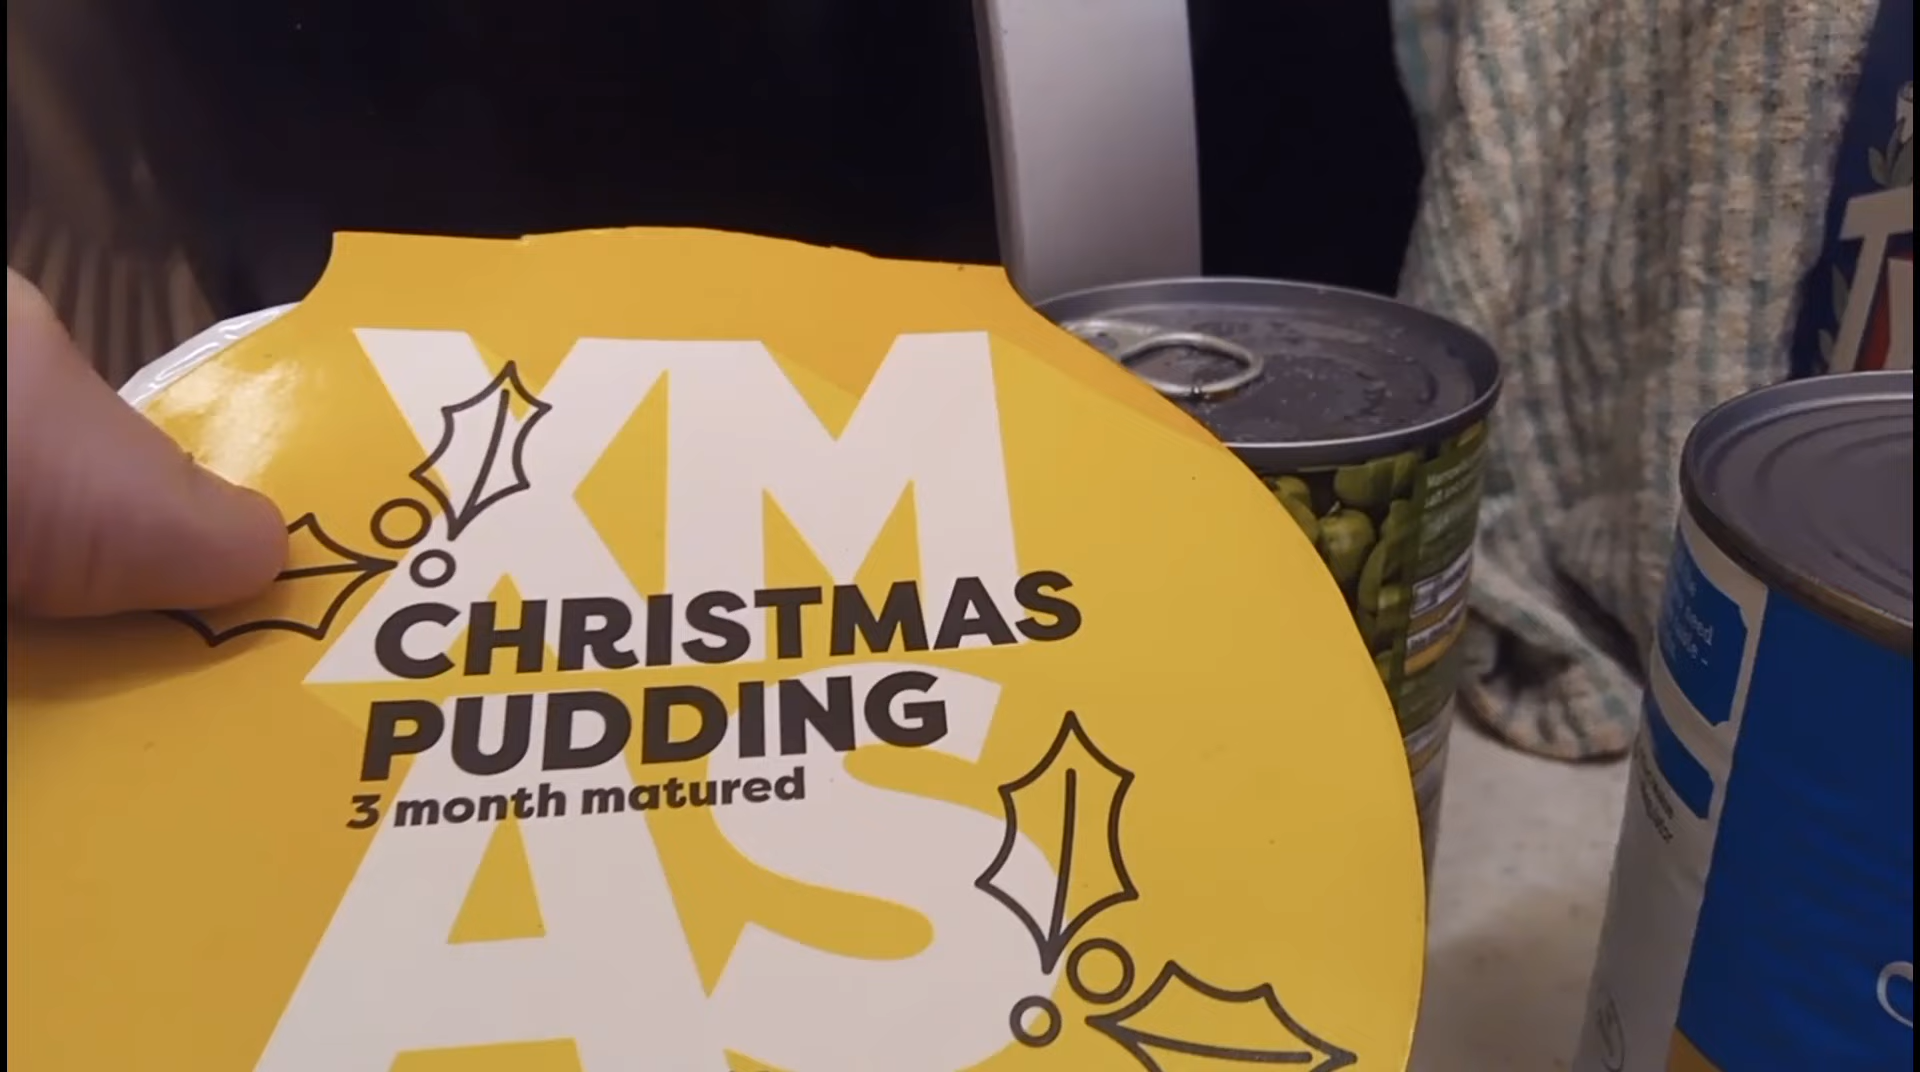 XM
CHRISTMAS
PUDDING
3 month matured
AS